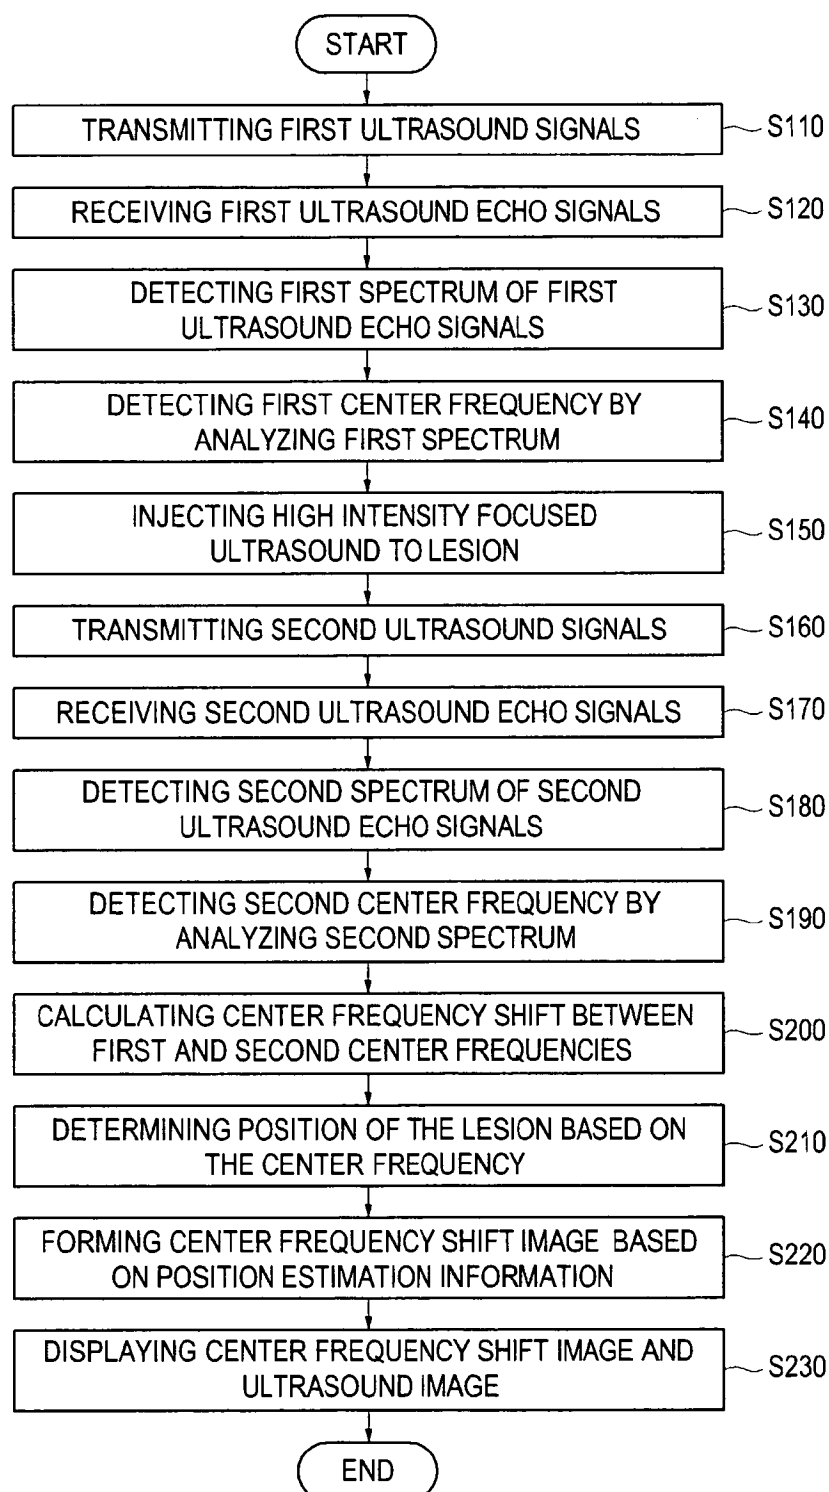 START
TRANSMITTING FIRST ULTRASOUND SIGNALS
S110
RECEIVING FIRST ULTRASOUND ECHO SIGNALS
S120
DETECTING FIRST SPECTRUM OF FIRST
ULTRASOUND ECHO SIGNALS
S130
DETECTING FIRST CENTER FREQUENCY BY
ANALYZING FIRST SPECTRUM
S140
INJECTING HIGH INTENSITY FOCUSED
ULTRASOUND TO LESION
S150
TRANSMITTING SECOND ULTRASOUND SIGNALS
S160
RECEIVING SECOND ULTRASOUND ECHO SIGNALS
S170
DETECTING SECOND SPECTRUM OF SECOND
ULTRASOUND ECHO SIGNALS
S180
DETECTING SECOND CENTER FREQUENCY BY
ANALYZING SECOND SPECTRUM
S190
CALCULATING CENTER FREQUENCY SHIFT BETWEEN
FIRST AND SECOND CENTER FREQUENCIES
S200
DETERMINING POSITION OF THE LESION BASED ON
THE CENTER FREQUENCY
S210
FORMING CENTER FREQUENCY SHIFT IMAGE BASED
ON POSITION ESTIMATION INFORMATION
S220
DISPLAYING CENTER FREQUENCY SHIFT IMAGE AND
ULTRASOUND IMAGE
S230
END